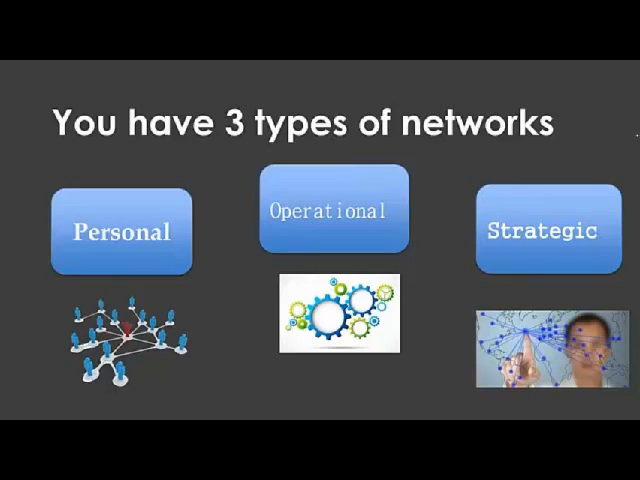 You have 3 types of networks
Personal
Operational
Strategic